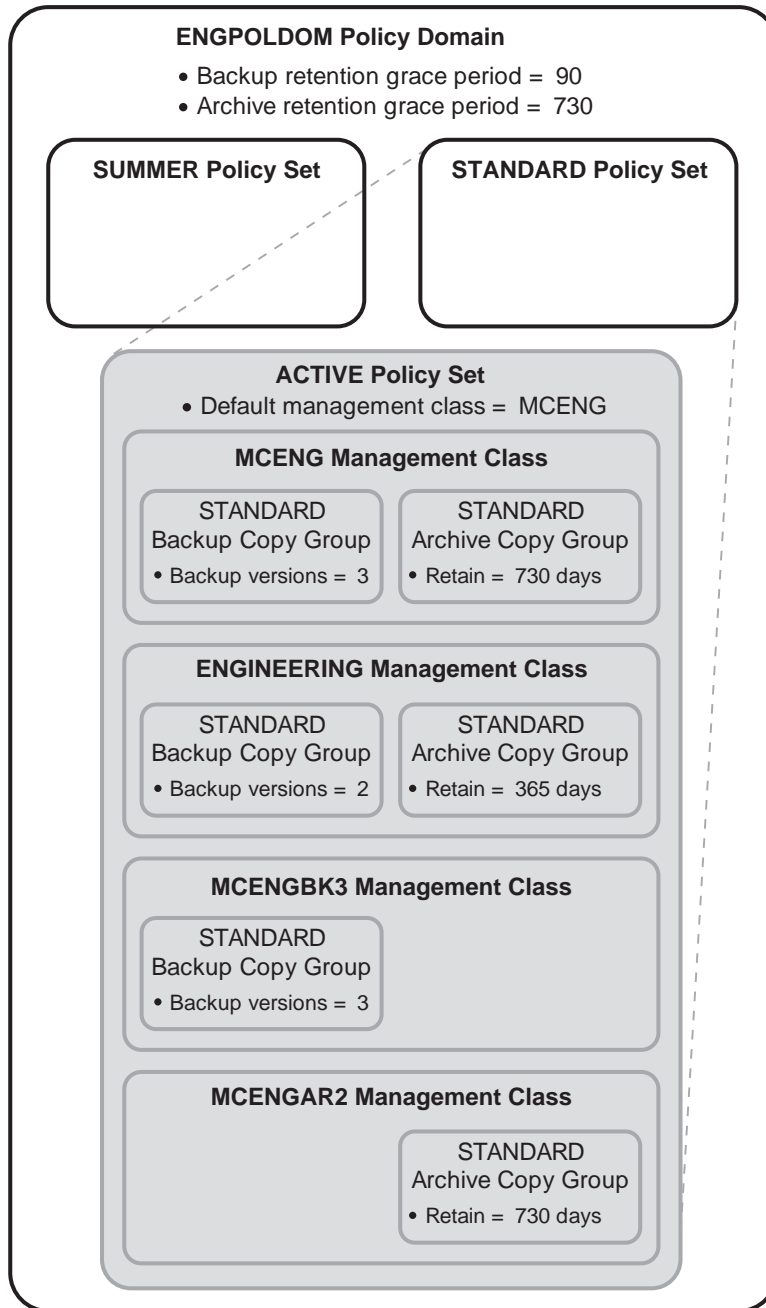 ENGPOLDOM Policy Domain
• Backup retention grace period = 90
• Archive retention grace period = 730
SUMMER Policy Set
STANDARD Policy Set
ACTIVE Policy Set
• Default management class = MCENG
MCENG Management Class
STANDARD
Backup Copy Group
• Backup versions = 3
STANDARD
Archive Copy Group
• Retain = 730 days
ENGINEERING Management Class
STANDARD
Backup Copy Group
• Backup versions = 2
STANDARD
Archive Copy Group
• Retain = 365 days
MCENGBK3 Management Class
STANDARD
Backup Copy Group
• Backup versions = 3
MCENGAR2 Management Class
STANDARD
Archive Copy Group
• Retain = 730 days